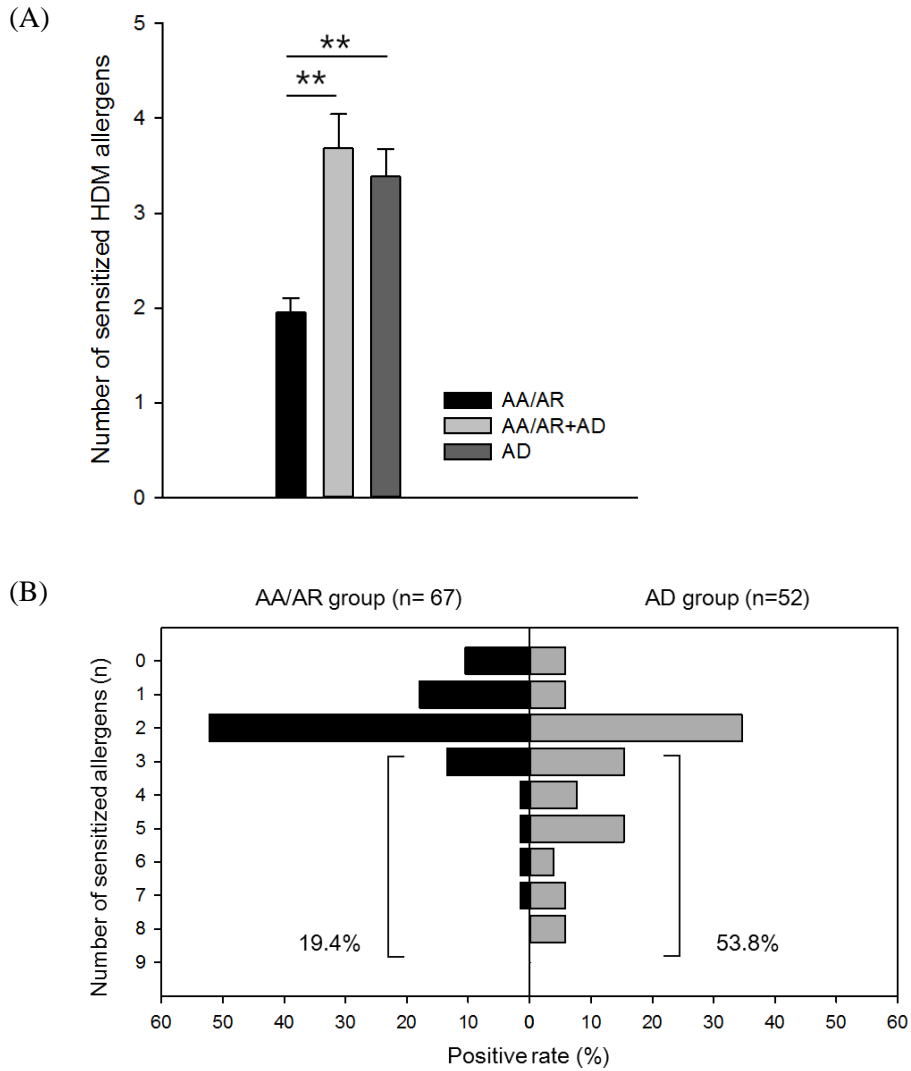 (A)
Number of sensitized HDM allergens
5
4
3
2
1
0
**
**
AA/AR
AA/AR+AD
AD
(B)
AA/AR group (n= 67)
AD group (n=52)
Number of sensitized allergens (n)
0
1
2
3
4
5
6
7
8
9
19.4%
53.8%
60 50 40 30 20 10 0 10 20 30 40 50 60
Positive rate (%)